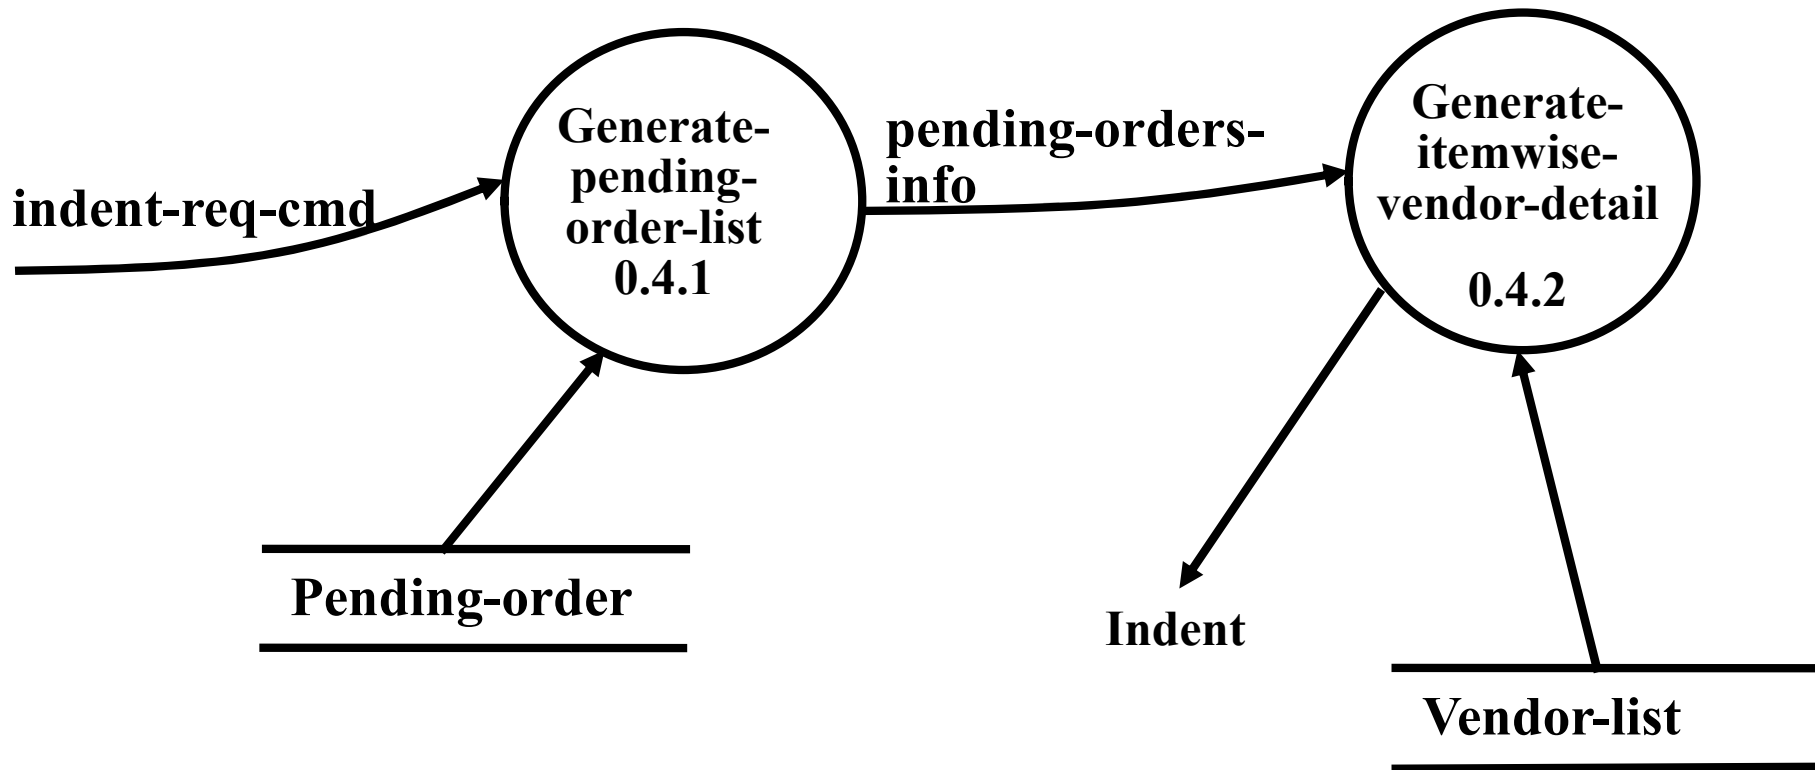 indent-req-cmd
Generate-
pending-
order-list
0.4.1
pending-orders-
info
Generate-
itemwise-
vendor-detail
0.4.2
Pending-order
Indent
Vendor-list